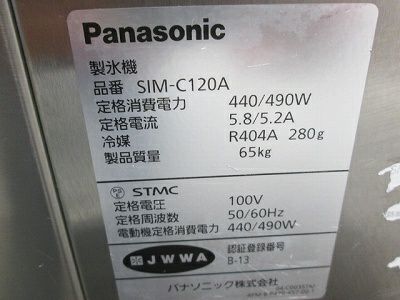 Panasonic
製氷機
品番 SIM-C120A
定格消費電力 440/490W
定格電流 5.8/5.2A
冷媒 R404A 280g
製品質量 65kg
PS E STMC
定格電圧 100V
定格周波数 50/60Hz
電動機定格消費電力 440/490W
JWWA 認証登録番号
B-13
パナソニック株式会社